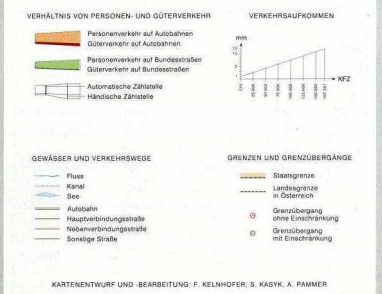 VERHÄLTNIS VON PERSONEN- UND GÜTERVERKEHR
Personenverkehr auf Autobahnen
Güterverkehr auf Autobahnen
Personenverkehr auf Bundesstraßen
Güterverkehr auf Bundesstraßen
Automatische Zählstelle
Händische Zählstelle
VERKEHRSAUFKOMMEN
mm
KFZ
GEWÄSSER UND VERKEHRSWEGE
Fluss
Kanal
See
Autobahn
Hauptverbindungsstraße
Nebenverbindungsstraße
Sonstige Straße
GRENZEN UND GRENZÜBERGÄNGE
Staatsgrenze
Landesgrenze
in Österreich
Grenzübergang
ohne Einschränkung
Grenzübergang
mit Einschränkung
KARTENENTWURF UND -BEARBEITUNG: F. KELNHOFER; S. KASYK, A. PAMMER